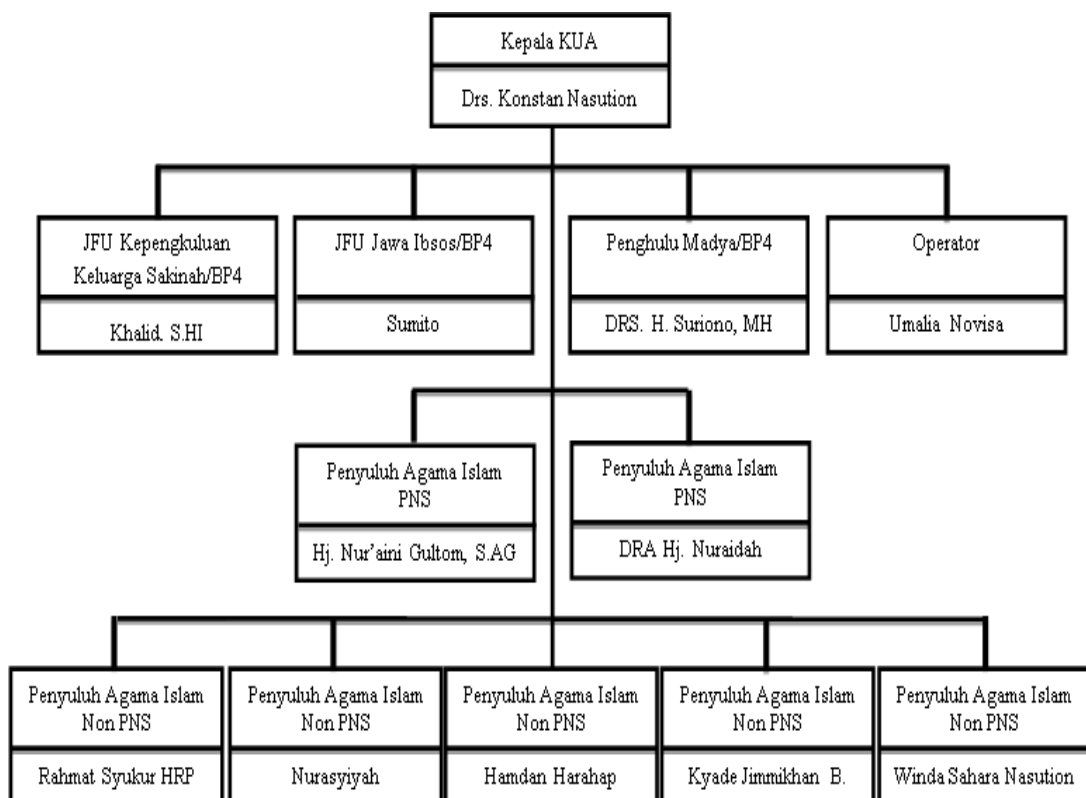 Kepala KUA
Drs. Konstan Nasution
JFU Kepengkuluan
Keluarga Sakinah/BP4
Khalid. S.HI
JFU Jawa Ibsos/BP4
Sumito
Penghulu Madya/BP4
DRS. H. Suriono, MH
Operator
Umalia Novisa
Penyuluh Agama Islam
PNS
Hj. Nur’aini Gultom, S.AG
Penyuluh Agama Islam
PNS
DRA Hj. Nuraidah
Penyuluh Agama Islam
Non PNS
Rahmat Syukur HRP
Penyuluh Agama Islam
Non PNS
Nurasyiyah
Penyuluh Agama Islam
Non PNS
Hamdan Harahap
Penyuluh Agama Islam
Non PNS
Kyade Jimmikhan B.
Penyuluh Agama Islam
Non PNS
Winda Sahara Nasution